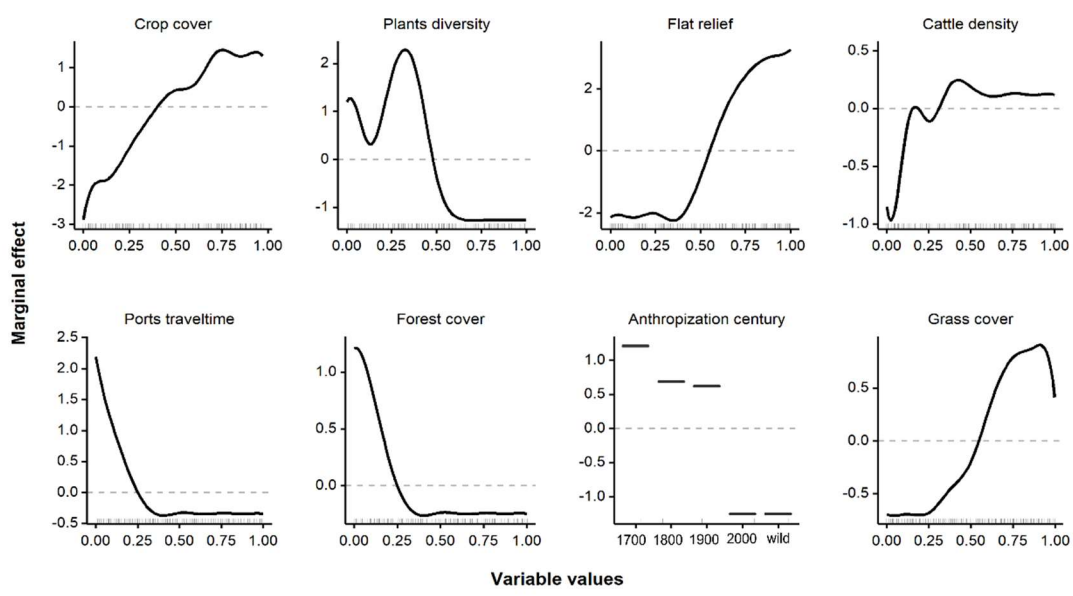 Crop cover
Plants diversity
Flat relief
Cattle density
1
0
-1
-2
-3
0.00 0.25 0.50 0.75 1.00
2
1
0
-1
0.00 0.25 0.50 0.75 1.00
2
0
-2
0.00 0.25 0.50 0.75 1.00
0.5
0.0
-0.5
-1.0
0.00 0.25 0.50 0.75 1.00
Marginal effect
Ports traveltime
Forest cover
Anthropization century
Grass cover
2.5
2.0
1.5
1.0
0.5
0.0
-0.5
0.00 0.25 0.50 0.75 1.00
1.0
0.5
0.0
0.00 0.25 0.50 0.75 1.00
1.0
0.5
0.0
-0.5
-1.0
1700 1800 1900 2000 wild
0.5
0.0
-0.5
0.00 0.25 0.50 0.75 1.00
Variable values